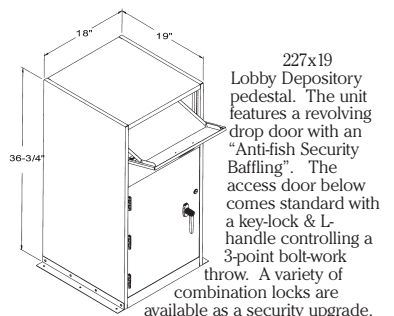 18"
19"
36-3/4"
227x19
Lobby Depository
pedestal.  The unit
features a revolving
drop door with an
“Anti-fish Security
Baffling”.   The
access door below
comes standard with
a key-lock & L-
handle controlling a
3-point bolt-work
throw.  A variety of
combination locks are
available as a security upgrade.